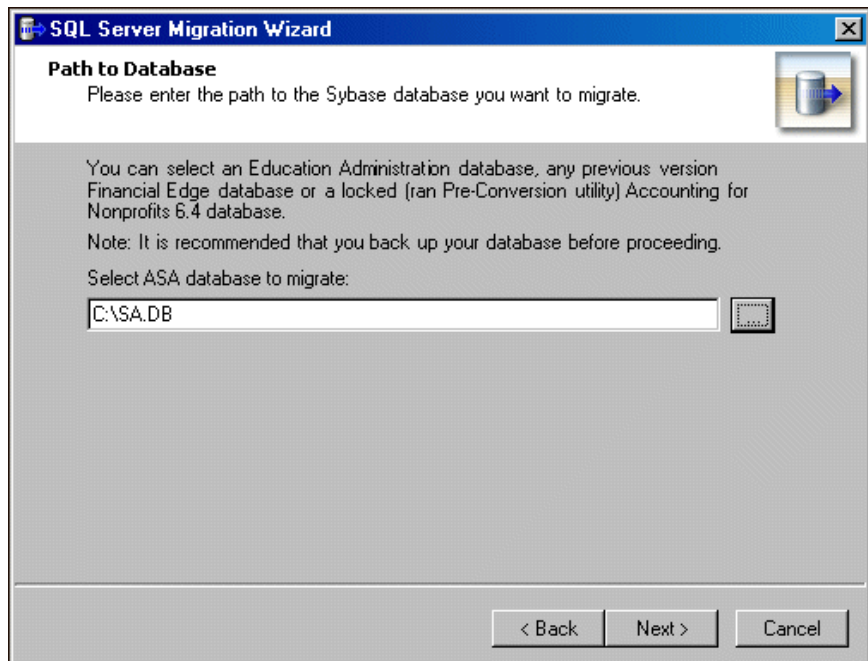 SQL Server Migration Wizard
Path to Database
Please enter the path to the Sybase database you want to migrate.
You can select an Education Administration database, any previous version
Financial Edge database or a locked (ran Pre-Conversion utility) Accounting for
Nonprofits 6.4 database.
Note: It is recommended that you back up your database before proceeding.
Select ASA database to migrate:
C:\SA.DB
...
< Back Next > Cancel